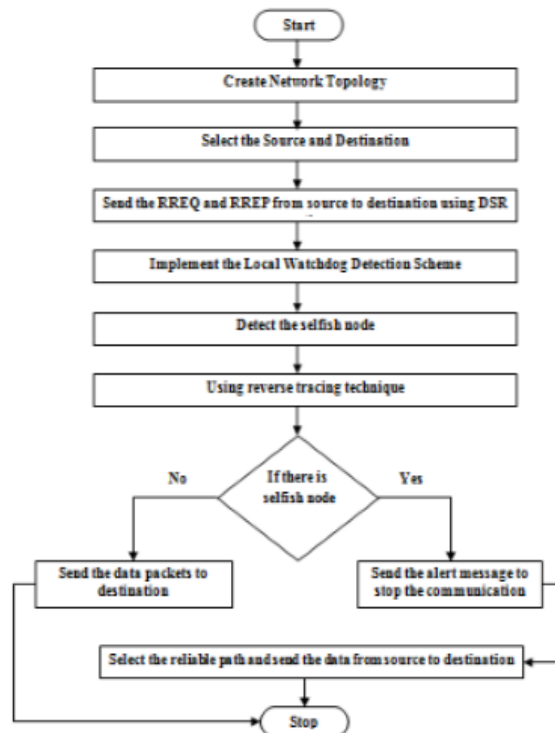 Start
Create Network Topology
Select the Source and Destination
Send the RREQ and RREP from source to destination using DSR
Implement the Local Watchdog Detection Scheme
Detect the selfish node
Using reverse tracing technique
No
If there is
selfish node
Yes
Send the data packets to
destination
Send the alert message to
stop the communication
Select the reliable path and send the data from source to destination
Stop